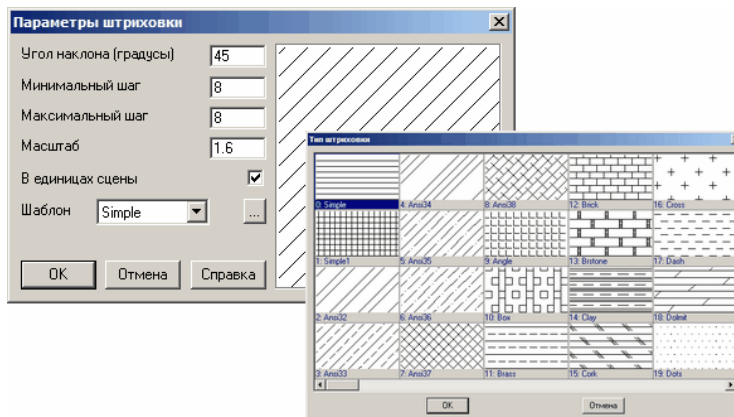 Параметры штриховки
Угол наклона (градусы) 45
Минимальный шаг 8
Максимальный шаг 8
Масштаб 1.6
В единицах сцены
Шаблон Simple ...
ОК Отмена Справка
Тип штриховки
0: Simple 4: Ansi34 8: Ansi38 12: Brick 16: Cross
1: Simple1 5: Ansi35 9: Angle 13: Brstone 17: Dash
2: Ansi32 6: Ansi36 10: Box 14: Clay 18: Dolmit
3: Ansi33 7: Ansi37 11: Brass 15: Cork 19: Dots
ОК Отмена